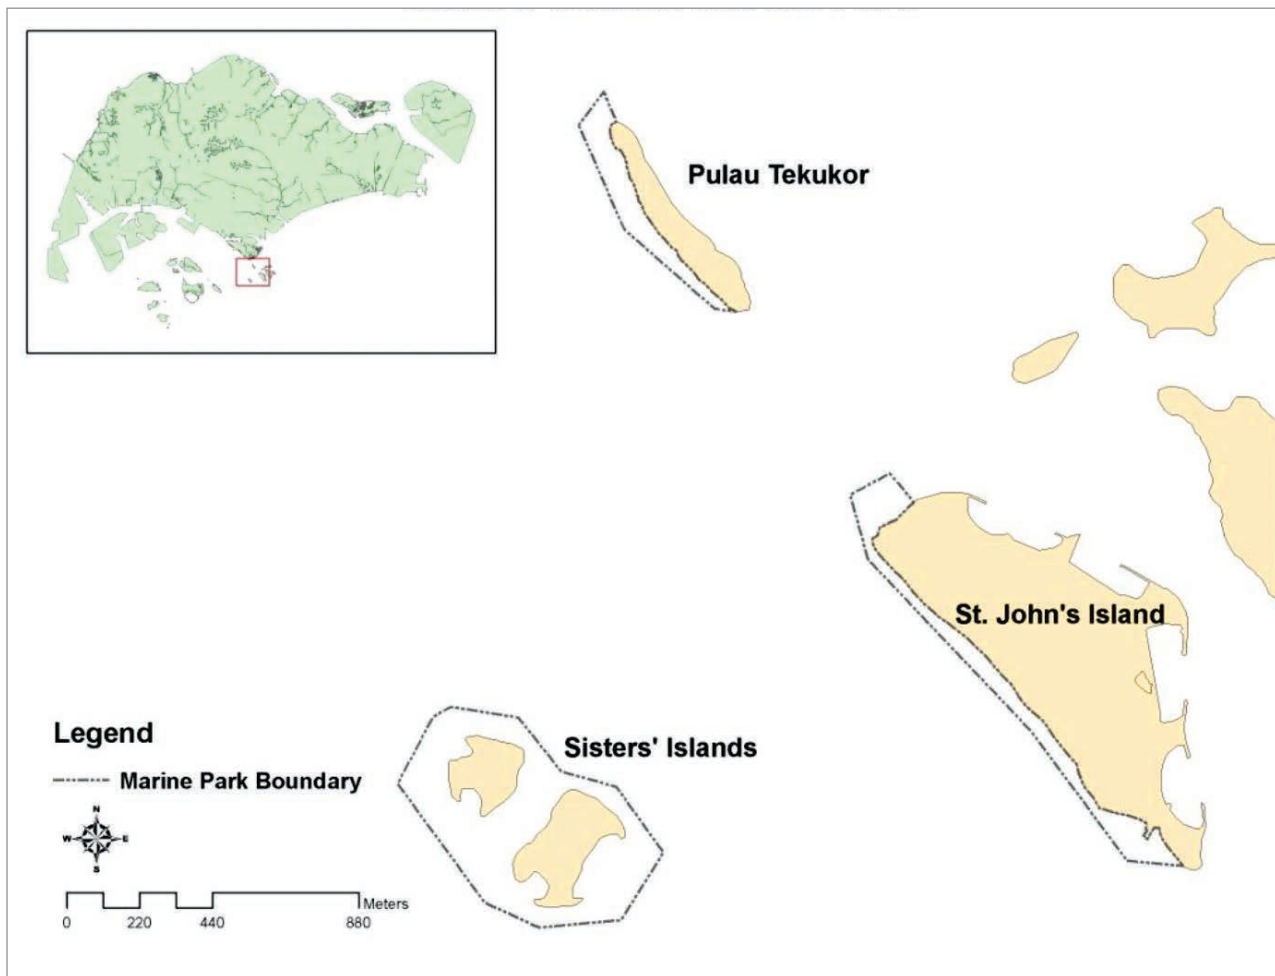 Pulau Tekukor
St. John's Island
Sisters' Islands
Legend
Marine Park Boundary
N
W E
S
Meters
0 220 440 880